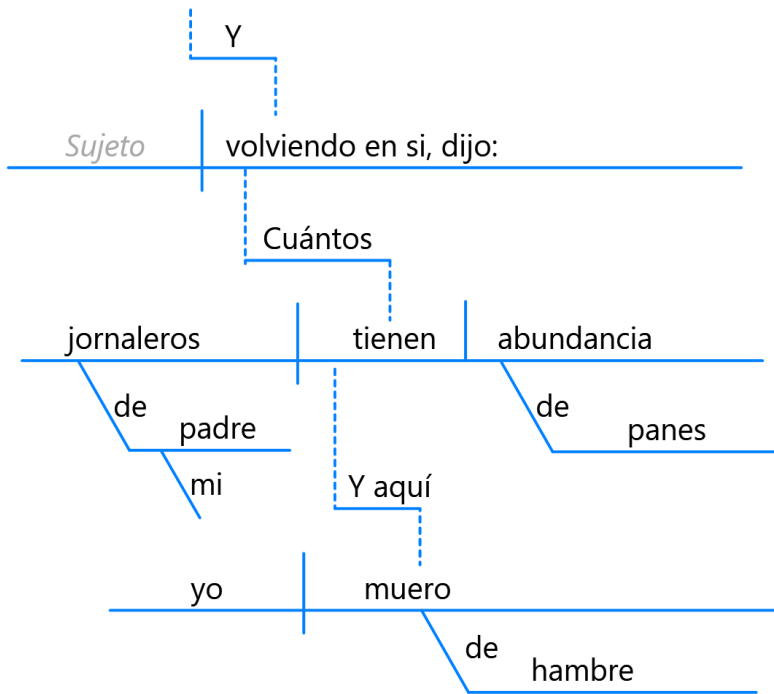 Y
Sujeto volviendo en si, dijo:
Cuántos
jornaleros tienen abundancia
de de
padre panes
mi
Y aquí
yo muero
de
hambre